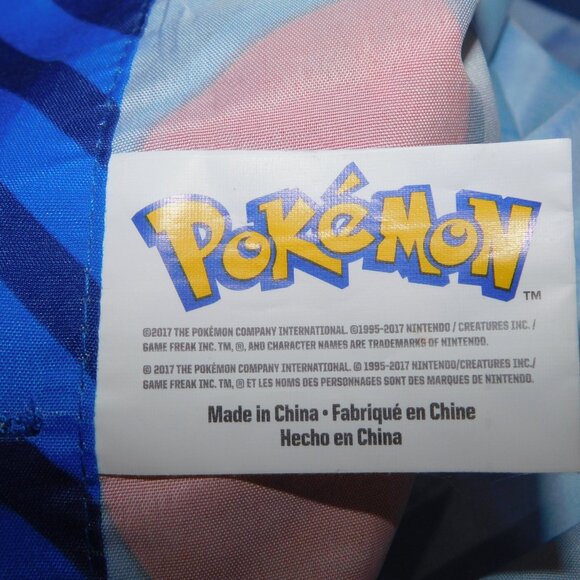 POKéMON
TM
©2017 THE POKÉMON COMPANY INTERNATIONAL. ©1995-2017 NINTENDO / CREATURES INC. /
GAME FREAK INC. TM, ®, AND CHARACTER NAMES ARE TRADEMARKS OF NINTENDO.
© 2017 THE POKÉMON COMPANY INTERNATIONAL. © 1995-2017 NINTENDO/CREATURES INC. /
GAME FREAK INC. TM, ® ET LES NOMS DES PERSONNAGES SONT DES MARQUES DE NINTENDO.
Made in China • Fabriqué en Chine
Hecho en China